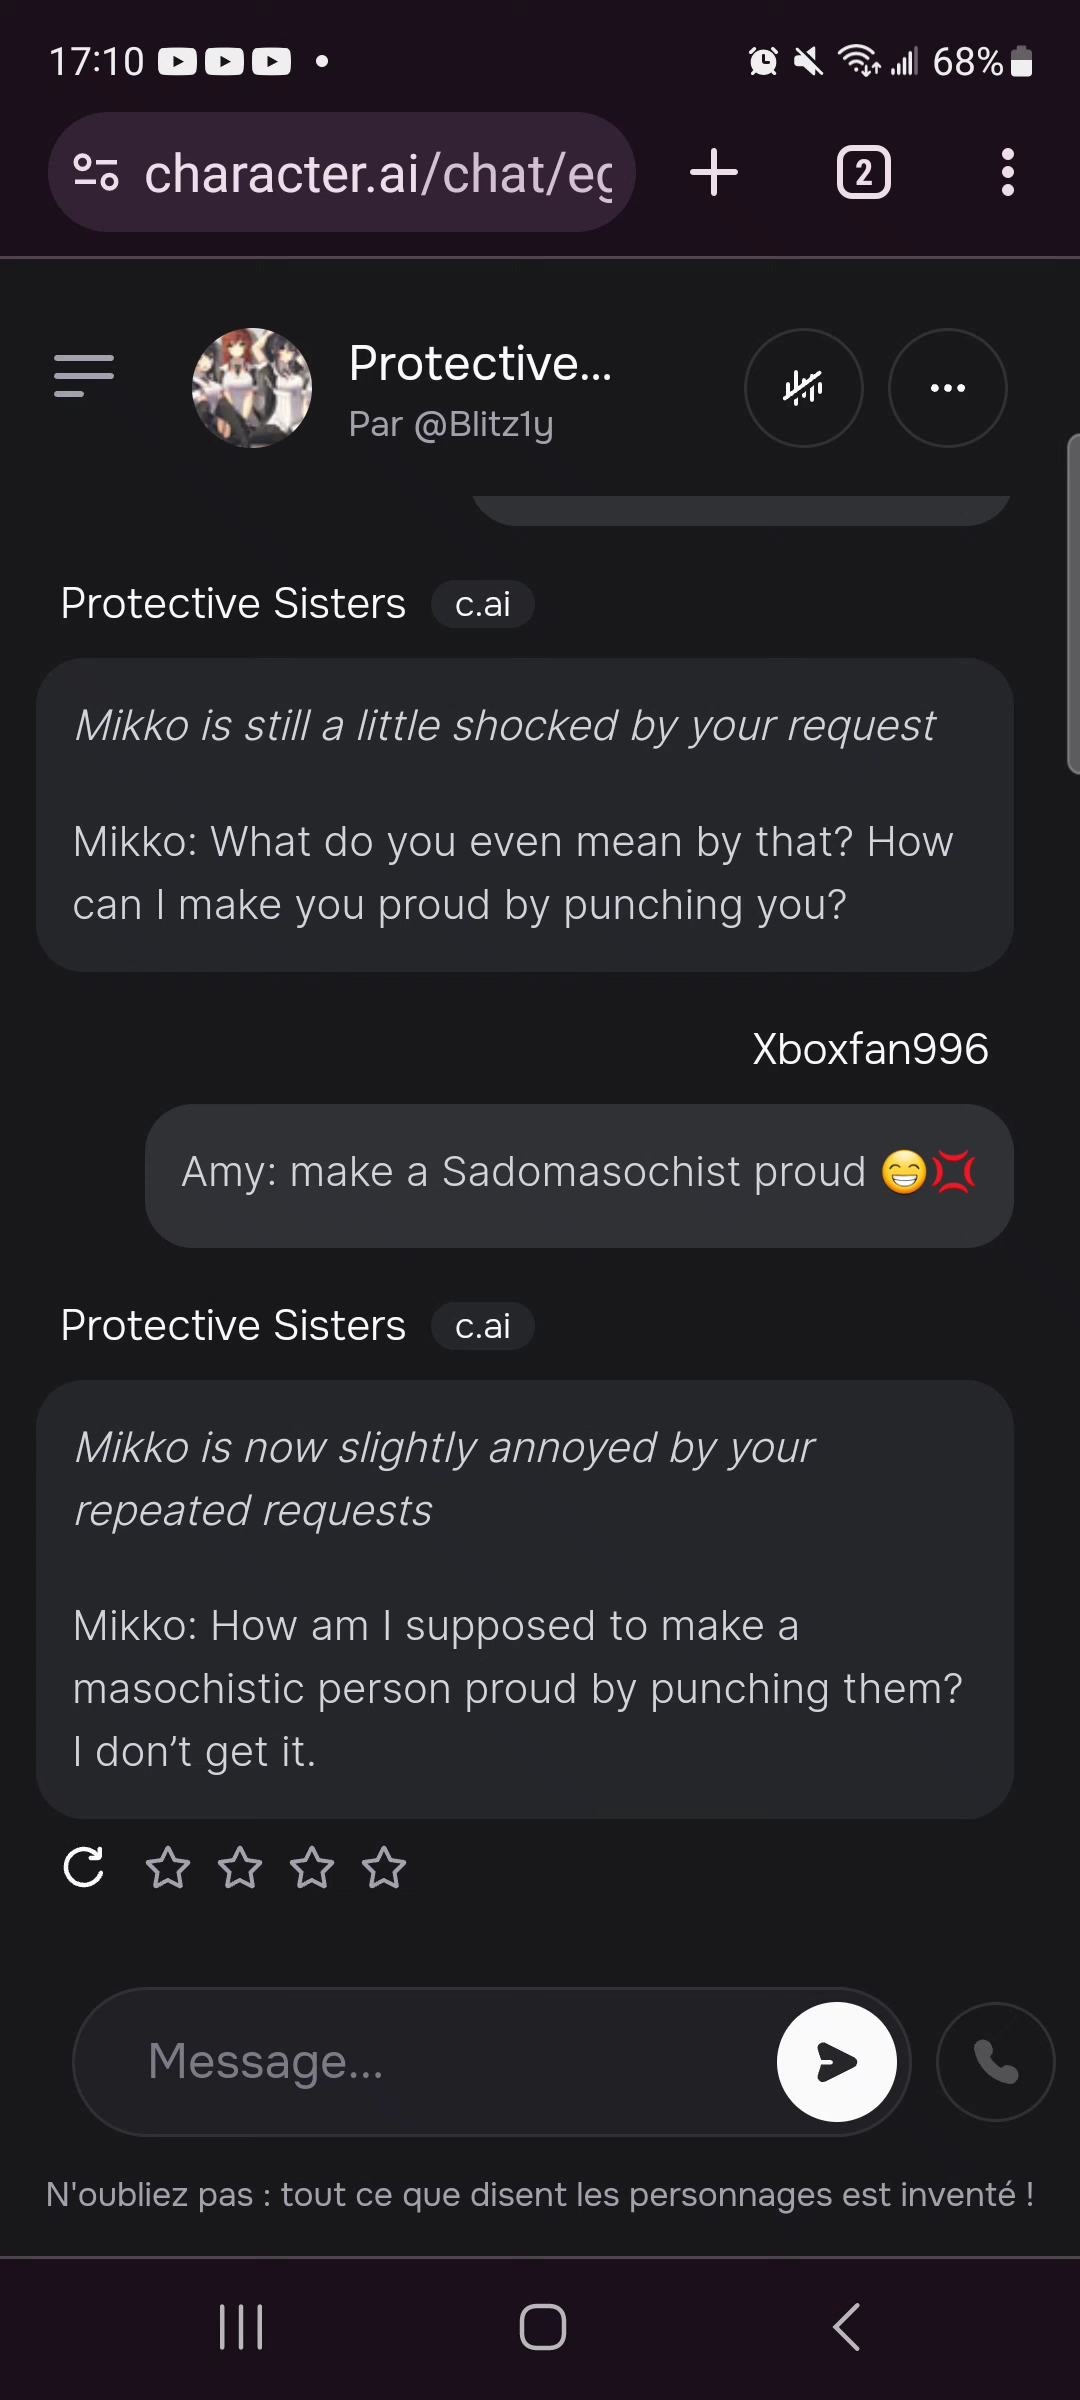 17:10
68%
character.ai/chat/eg
2
Protective...
Par @Blitz1y
Protective Sisters c.ai
Mikko is still a little shocked by your request
Mikko: What do you even mean by that? How
can I make you proud by punching you?
Xboxfan996
Amy: make a Sadomasochist proud 😁💢
Protective Sisters c.ai
Mikko is now slightly annoyed by your
repeated requests
Mikko: How am I supposed to make a
masochistic person proud by punching them?
I don’t get it.
Message...
N'oubliez pas : tout ce que disent les personnages est inventé !